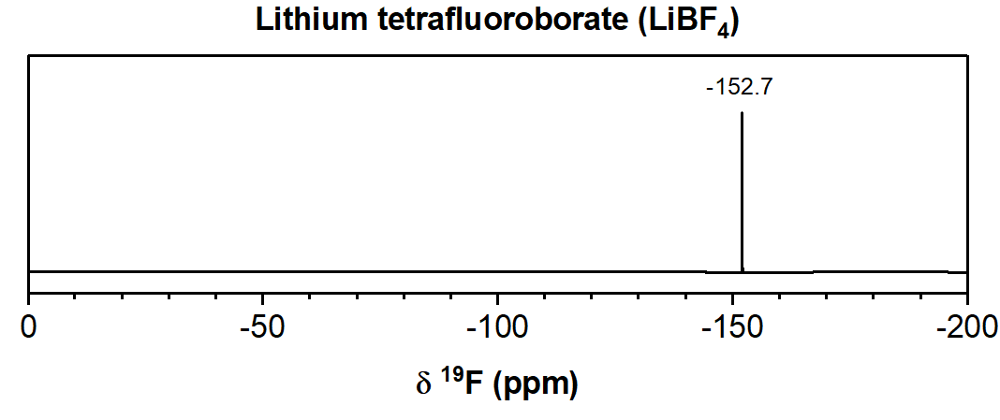 Lithium tetrafluoroborate (LiBF₄)
-152.7
0 -50 -100 -150 -200
δ ¹⁹F (ppm)